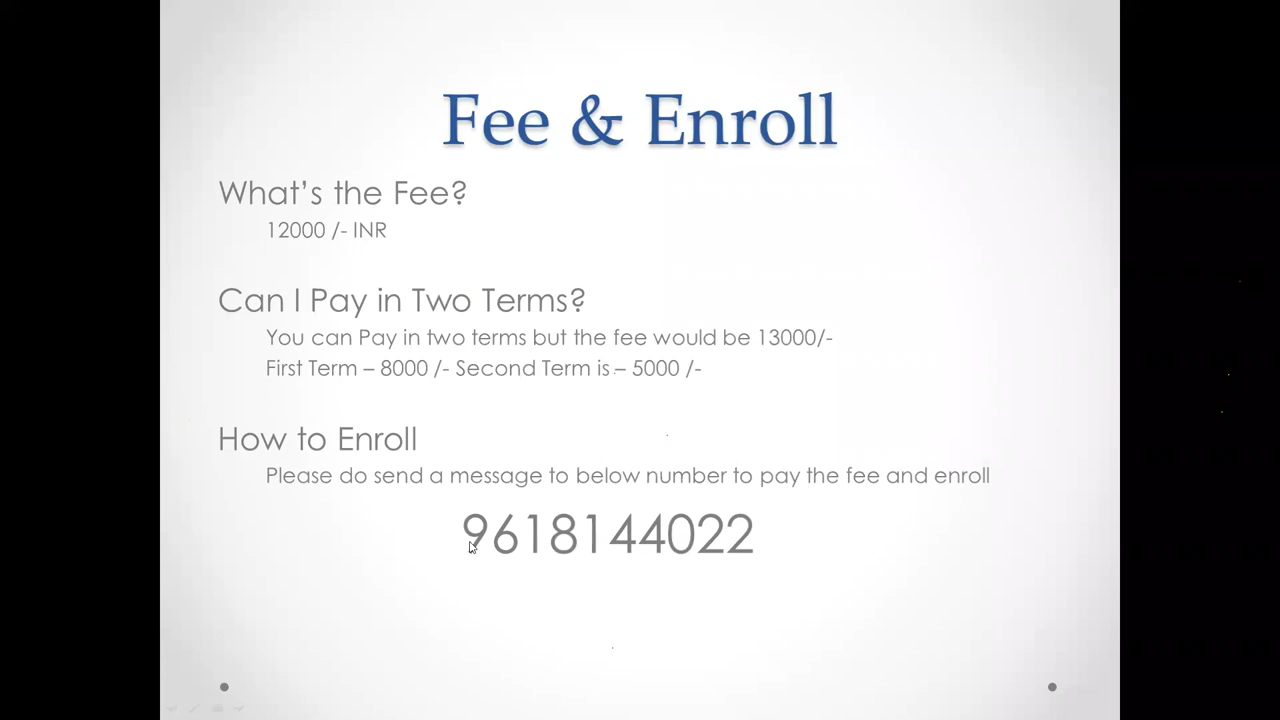 Fee & Enroll
What’s the Fee?
12000 /- INR
Can I Pay in Two Terms?
You can Pay in two terms but the fee would be 13000/-
First Term – 8000 /- Second Term is – 5000 /-
How to Enroll
Please do send a message to below number to pay the fee and enroll
9618144022